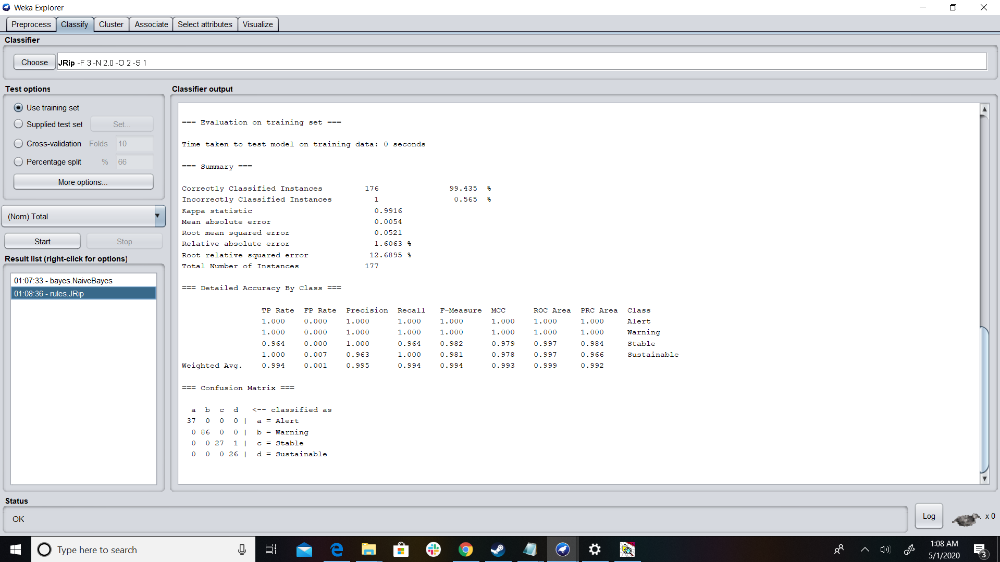 Weka Explorer
Preprocess Classify Cluster Associate Select attributes Visualize
Classifier
Choose JRip -F 3 -N 2.0 -O 2 -S 1
Test options
Use training set
Supplied test set Set...
Cross-validation Folds 10
Percentage split % 66
More options...
(Nom) Total
Start Stop
Result list (right-click for options)
01:07:33 - bayes.NaiveBayes
01:08:36 - rules.JRip
Classifier output
=== Evaluation on training set ===
Time taken to test model on training data: 0 seconds
=== Summary ===
Correctly Classified Instances 176 99.435 %
Incorrectly Classified Instances 1 0.565 %
Kappa statistic 0.9916
Mean absolute error 0.0054
Root mean squared error 0.0521
Relative absolute error 1.6063 %
Root relative squared error 12.6895 %
Total Number of Instances 177
=== Detailed Accuracy By Class ===
TP Rate FP Rate Precision Recall F-Measure MCC ROC Area PRC Area Class
1.000 0.000 1.000 1.000 1.000 1.000 1.000 1.000 Alert
1.000 0.000 1.000 1.000 1.000 1.000 1.000 1.000 Warning
0.964 0.000 1.000 0.964 0.982 0.979 0.997 0.984 Stable
1.000 0.007 0.963 1.000 0.981 0.978 0.997 0.966 Sustainable
Weighted Avg. 0.994 0.001 0.995 0.994 0.994 0.993 0.999 0.992
=== Confusion Matrix ===
a b c d <-- classified as
37 0 0 0 | a = Alert
0 86 0 0 | b = Warning
0 0 27 1 | c = Stable
0 0 0 26 | d = Sustainable
Status
OK
Log
x 0
Type here to search
1:08 AM
5/1/2020
3